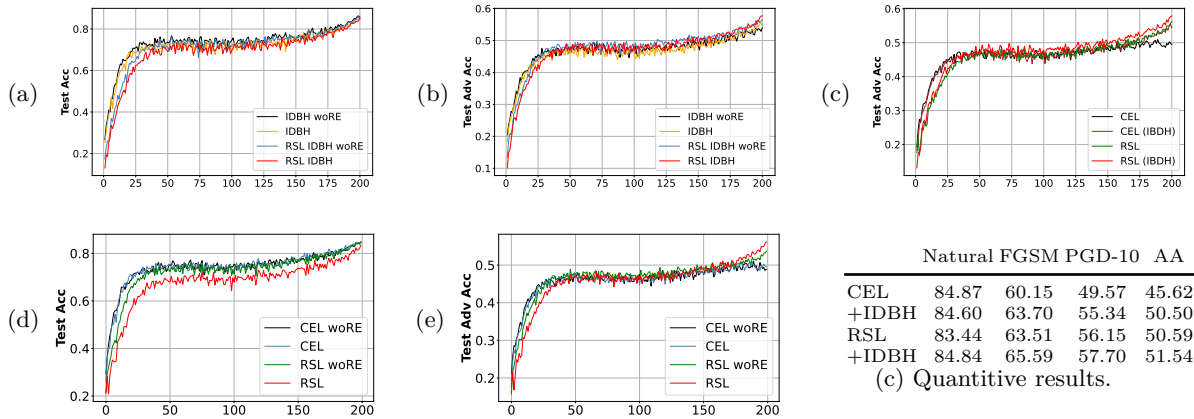 (a)
Test Acc
0.8
0.6
0.4
0.2
IDBH woRE
IDBH
RSL IDBH woRE
RSL IDBH
0 25 50 75 100 125 150 175 200
(b)
Test Adv Acc
0.6
0.5
0.4
0.3
0.2
0.1
IDBH woRE
IDBH
RSL IDBH woRE
RSL IDBH
0 25 50 75 100 125 150 175 200
(c)
Test Adv Acc
0.6
0.5
0.4
0.3
0.2
CEL
CEL (IBDH)
RSL
RSL (IBDH)
0 25 50 75 100 125 150 175 200
(d)
Test Acc
0.8
0.6
0.4
0.2
CEL woRE
CEL
RSL woRE
RSL
0 50 100 150 200
(e)
Test Adv Acc
0.6
0.5
0.4
0.3
0.2
CEL woRE
CEL
RSL woRE
RSL
0 50 100 150 200
Natural FGSM PGD-10 AA
CEL 84.87 60.15 49.57 45.62
+IDBH 84.60 63.70 55.34 50.50
RSL 83.44 63.51 56.15 50.59
+IDBH 84.84 65.59 57.70 51.54
(c) Quantitive results.